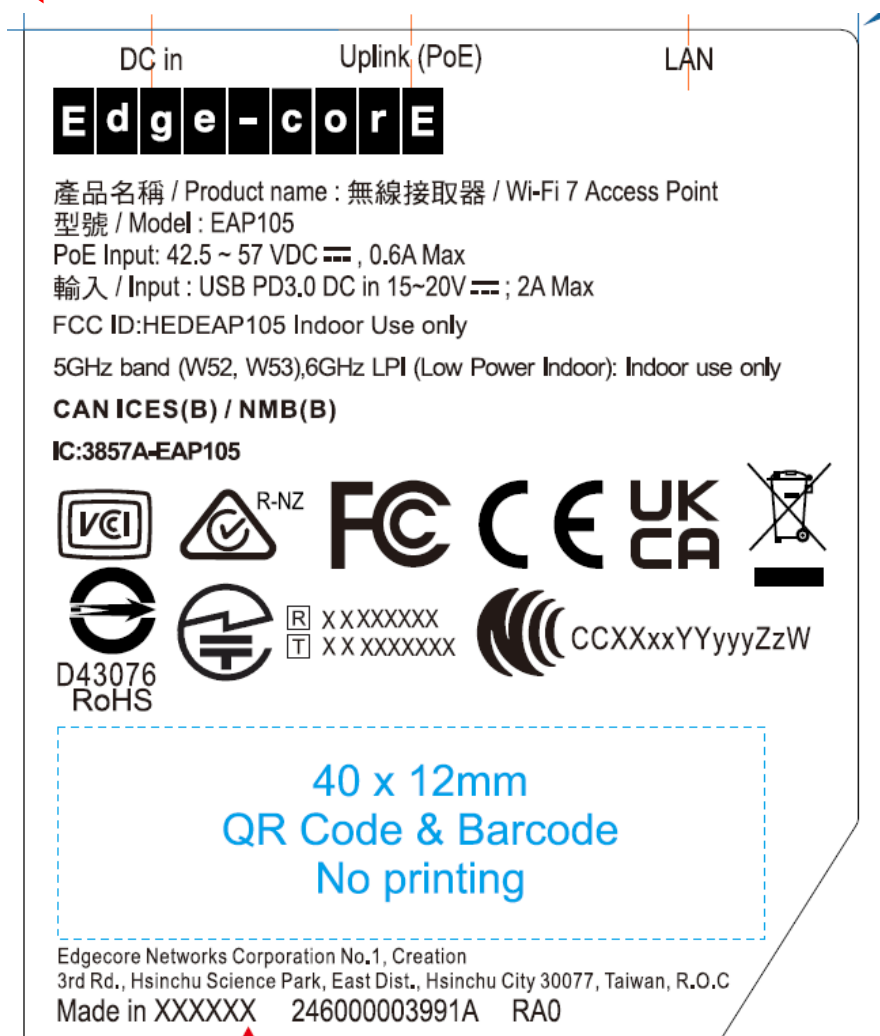 DC in Uplink (PoE) LAN
Edge-corE
產品名稱 / Product name : 無線接取器 / Wi-Fi 7 Access Point
型號 / Model : EAP105
PoE Input: 42.5 ~ 57 VDC ⎓ , 0.6A Max
輸入 / Input : USB PD3.0 DC in 15~20V ⎓ ; 2A Max
FCC ID:HEDEAP105 Indoor Use only
5GHz band (W52, W53),6GHz LPI (Low Power Indoor): Indoor use only
CAN ICES(B) / NMB(B)
IC:3857A-EAP105
VCI R-NZ FC CE UK CA
R X X XXXXXX
T X X XXXXXXX
CCXXxxYYyyyZzW
D43076
RoHS
40 x 12mm
QR Code & Barcode
No printing
Edgecore Networks Corporation No.1, Creation
3rd Rd., Hsinchu Science Park, East Dist., Hsinchu City 30077, Taiwan, R.O.C
Made in XXXXXX 246000003991A RA0